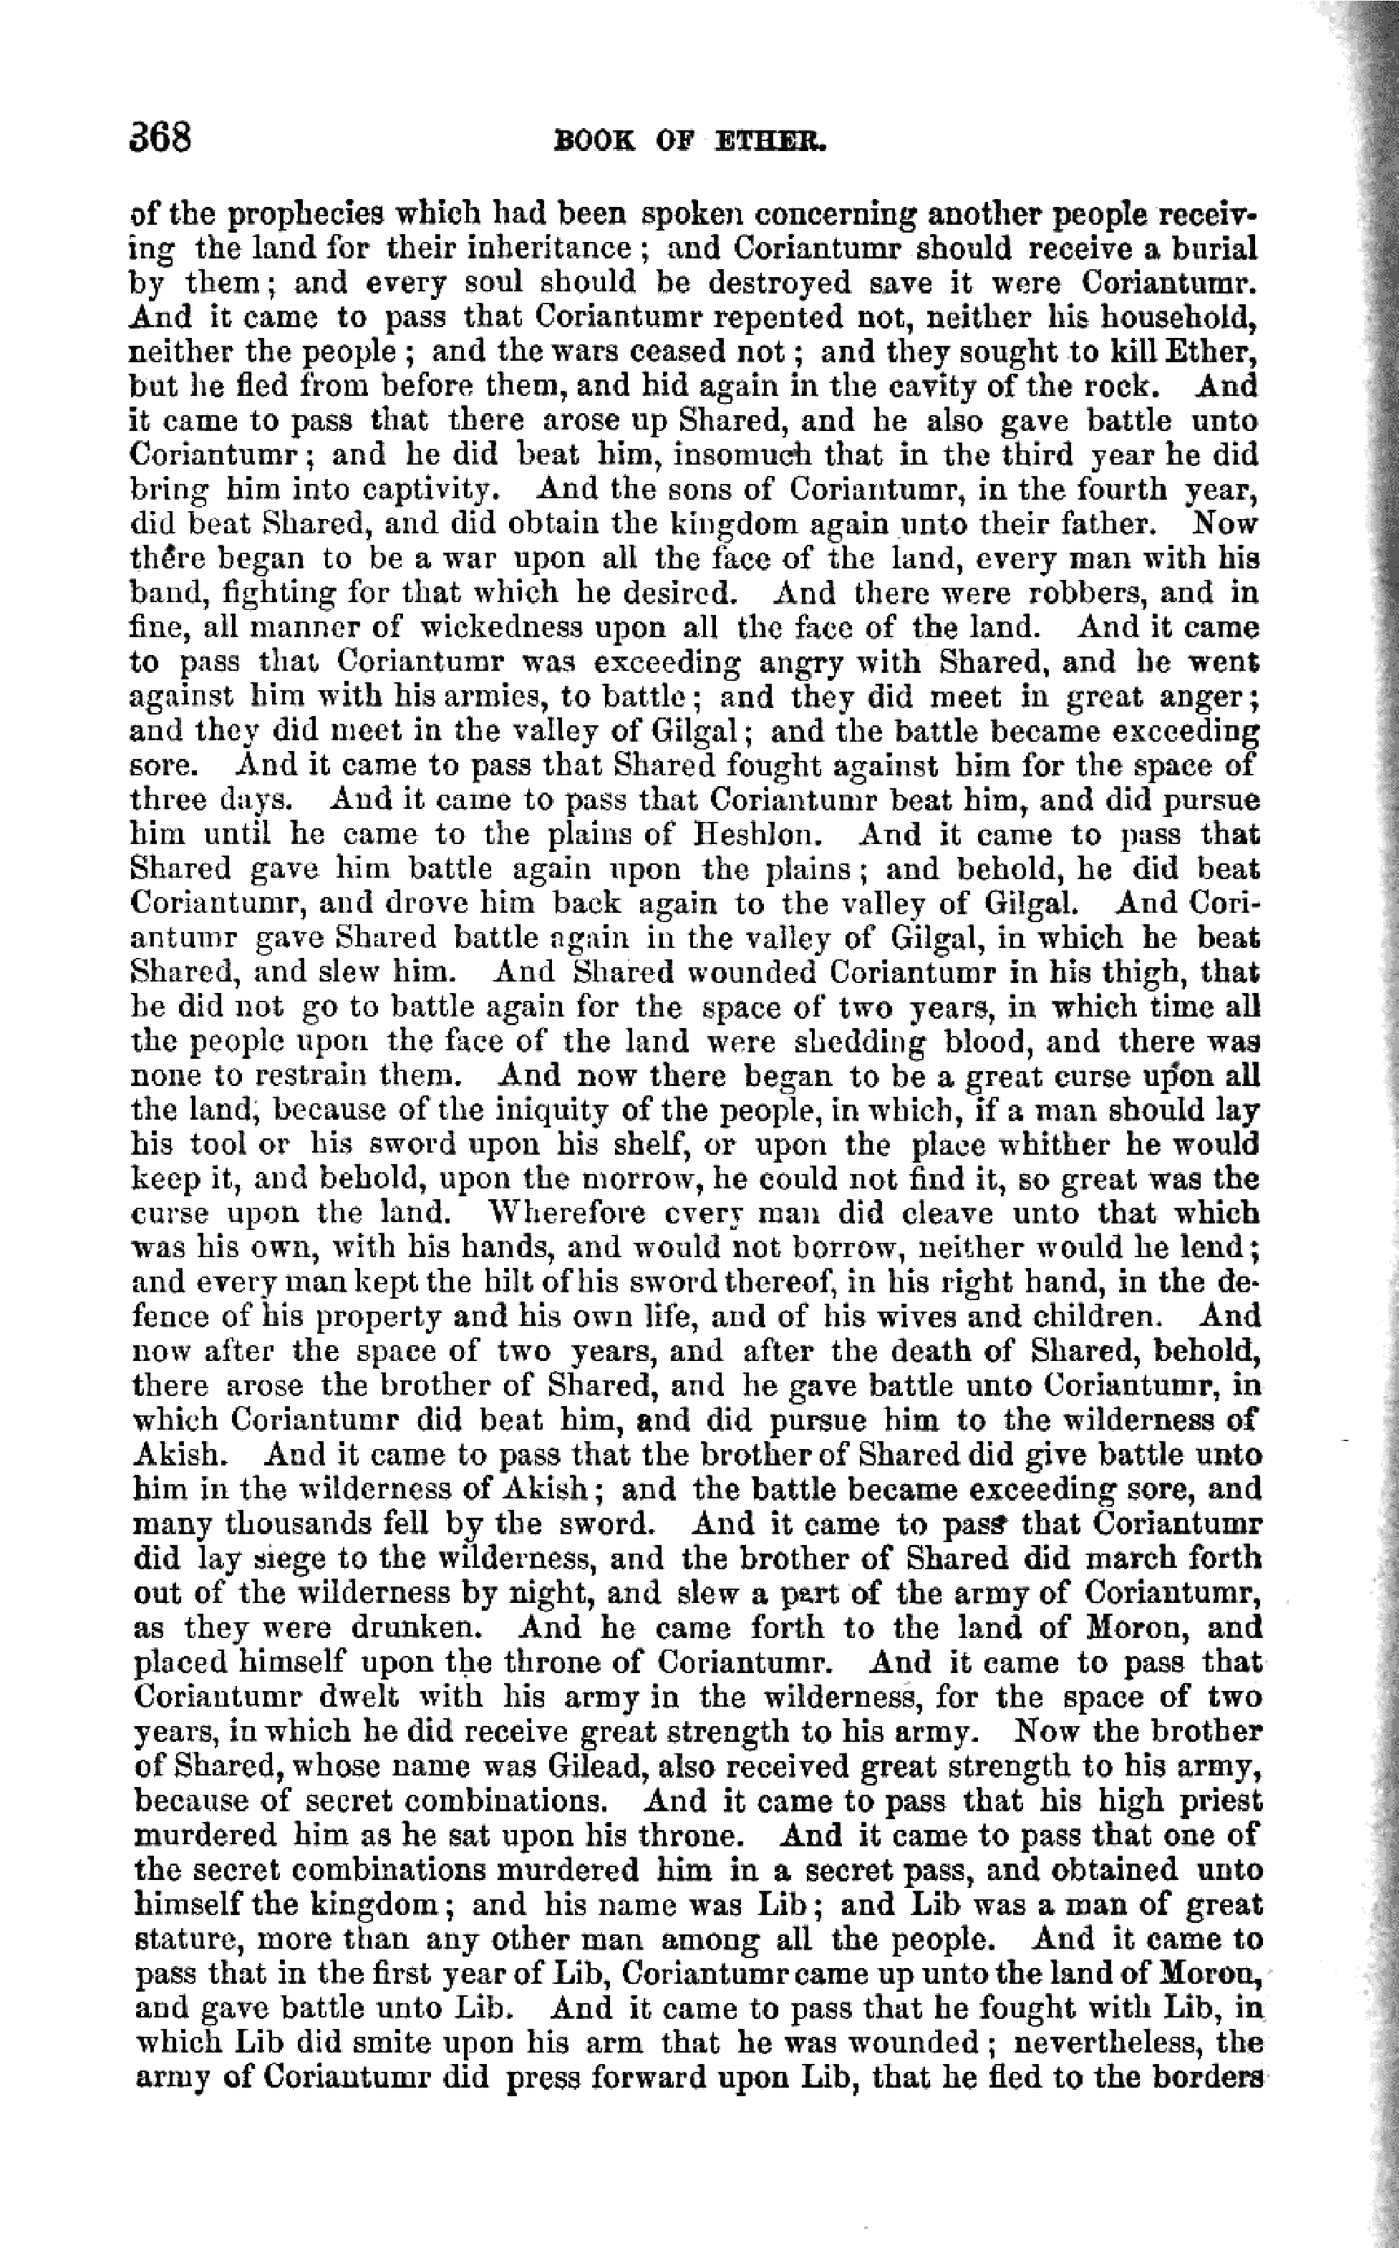 368 BOOK OF ETHER.
of the prophecies which had been spoken concerning another people receiv-
ing the land for their inheritance; and Coriantumr should receive a burial
by them; and every soul should be destroyed save it were Coriantumr.
And it came to pass that Coriantumr repented not, neither his household,
neither the people; and the wars ceased not; and they sought to kill Ether,
but he fled from before them, and hid again in the cavity of the rock. And
it came to pass that there arose up Shared, and he also gave battle unto
Coriantumr; and he did beat him, insomuch that in the third year he did
bring him into captivity. And the sons of Coriantumr, in the fourth year,
did beat Shared, and did obtain the kingdom again unto their father. Now
there began to be a war upon all the face of the land, every man with his
band, fighting for that which he desired. And there were robbers, and in
fine, all manner of wickedness upon all the face of the land. And it came
to pass that Coriantumr was exceeding angry with Shared, and he went
against him with his armies, to battle; and they did meet in great anger;
and they did meet in the valley of Gilgal; and the battle became exceeding
sore. And it came to pass that Shared fought against him for the space of
three days. And it came to pass that Coriantumr beat him, and did pursue
him until he came to the plains of Heshlon. And it came to pass that
Shared gave him battle again upon the plains; and behold, he did beat
Coriantumr, and drove him back again to the valley of Gilgal. And Cori-
antumr gave Shared battle again in the valley of Gilgal, in which he beat
Shared, and slew him. And Shared wounded Coriantumr in his thigh, that
he did not go to battle again for the space of two years, in which time all
the people upon the face of the land were shedding blood, and there was
none to restrain them. And now there began to be a great curse upon all
the land, because of the iniquity of the people, in which, if a man should lay
his tool or his sword upon his shelf, or upon the place whither he would
keep it, and behold, upon the morrow, he could not find it, so great was the
curse upon the land. Wherefore every man did cleave unto that which
was his own, with his hands, and would not borrow, neither would he lend;
and every man kept the hilt of his sword thereof, in his right hand, in the de-
fence of his property and his own life, and of his wives and children. And
now after the space of two years, and after the death of Shared, behold,
there arose the brother of Shared, and he gave battle unto Coriantumr, in
which Coriantumr did beat him, and did pursue him to the wilderness of
Akish. And it came to pass that the brother of Shared did give battle unto
him in the wilderness of Akish; and the battle became exceeding sore, and
many thousands fell by the sword. And it came to pass that Coriantumr
did lay siege to the wilderness, and the brother of Shared did march forth
out of the wilderness by night, and slew a part of the army of Coriantumr,
as they were drunken. And he came forth to the land of Moron, and
placed himself upon the throne of Coriantumr. And it came to pass that
Coriantumr dwelt with his army in the wilderness, for the space of two
years, in which he did receive great strength to his army. Now the brother
of Shared, whose name was Gilead, also received great strength to his army,
because of secret combinations. And it came to pass that his high priest
murdered him as he sat upon his throne. And it came to pass that one of
the secret combinations murdered him in a secret pass, and obtained unto
himself the kingdom; and his name was Lib; and Lib was a man of great
stature, more than any other man among all the people. And it came to
pass that in the first year of Lib, Coriantumr came up unto the land of Moron,
and gave battle unto Lib. And it came to pass that he fought with Lib, in
which Lib did smite upon his arm that he was wounded; nevertheless, the
army of Coriantumr did press forward upon Lib, that he fled to the borders